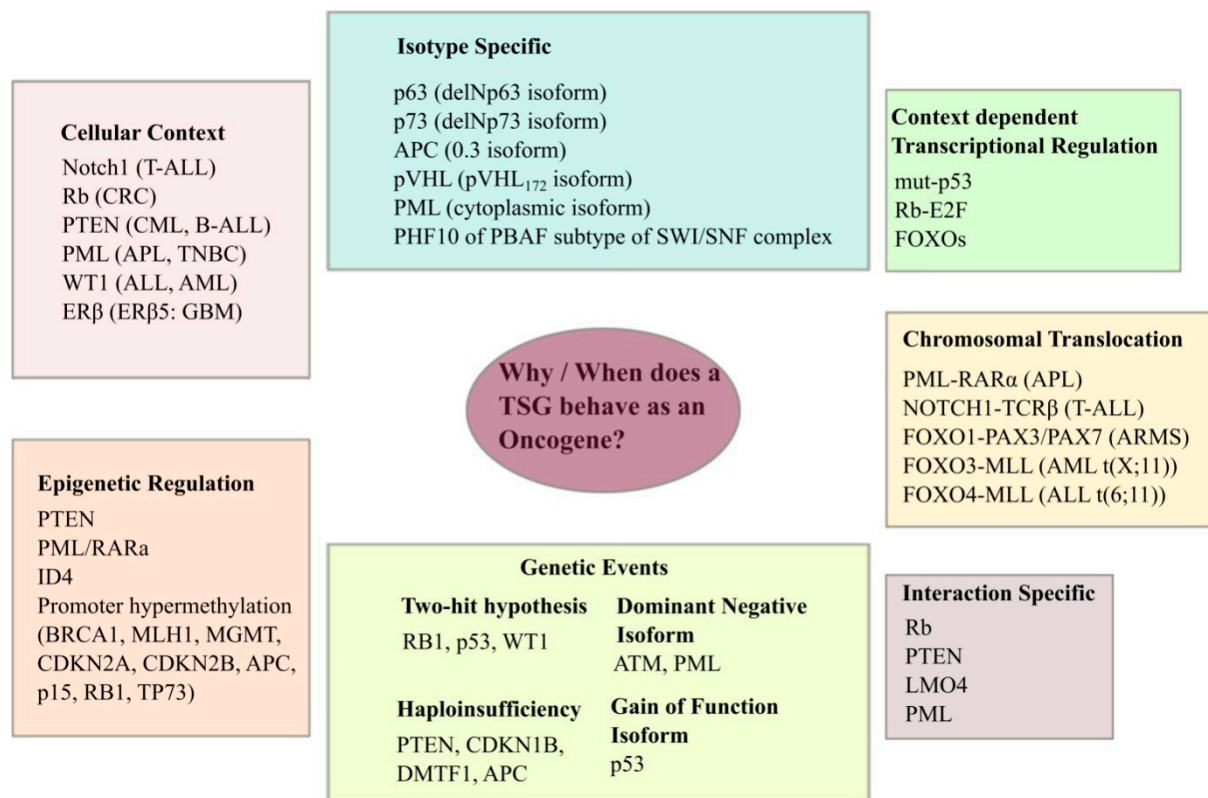 Isotype Specific
p63 (delNp63 isoform)
p73 (delNp73 isoform)
APC (0.3 isoform)
pVHL (pVHL₁₇₂ isoform)
PML (cytoplasmic isoform)
PHF10 of PBAF subtype of SWI/SNF complex
Cellular Context
Notch1 (T-ALL)
Rb (CRC)
PTEN (CML, B-ALL)
PML (APL, TNBC)
WT1 (ALL, AML)
ERβ (ERβ5: GBM)
Context dependent
Transcriptional Regulation
mut-p53
Rb-E2F
FOXOs
Why / When does a
TSG behave as an
Oncogene?
Chromosomal Translocation
PML-RARα (APL)
NOTCH1-TCRβ (T-ALL)
FOXO1-PAX3/PAX7 (ARMS)
FOXO3-MLL (AML t(X;11))
FOXO4-MLL (ALL t(6;11))
Epigenetic Regulation
PTEN
PML/RARa
ID4
Promoter hypermethylation
(BRCA1, MLH1, MGMT,
CDKN2A, CDKN2B, APC,
p15, RB1, TP73)
Genetic Events
Two-hit hypothesis
RB1, p53, WT1
Dominant Negative
Isoform
ATM, PML
Haploinsufficiency
PTEN, CDKN1B,
DMTF1, APC
Gain of Function
Isoform
p53
Interaction Specific
Rb
PTEN
LMO4
PML